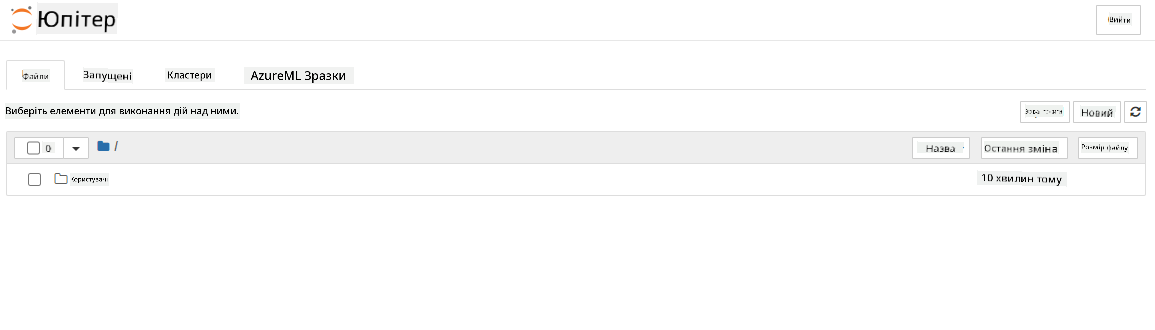 Юпітер
Вийти
Файли Запущені Кластери AzureML Зразки
Виберіть елементи для виконання дій над ними.
Завантажити Новий
0 / Назва Остання зміна Розмір файлу
Користувачі 10 хвилин тому